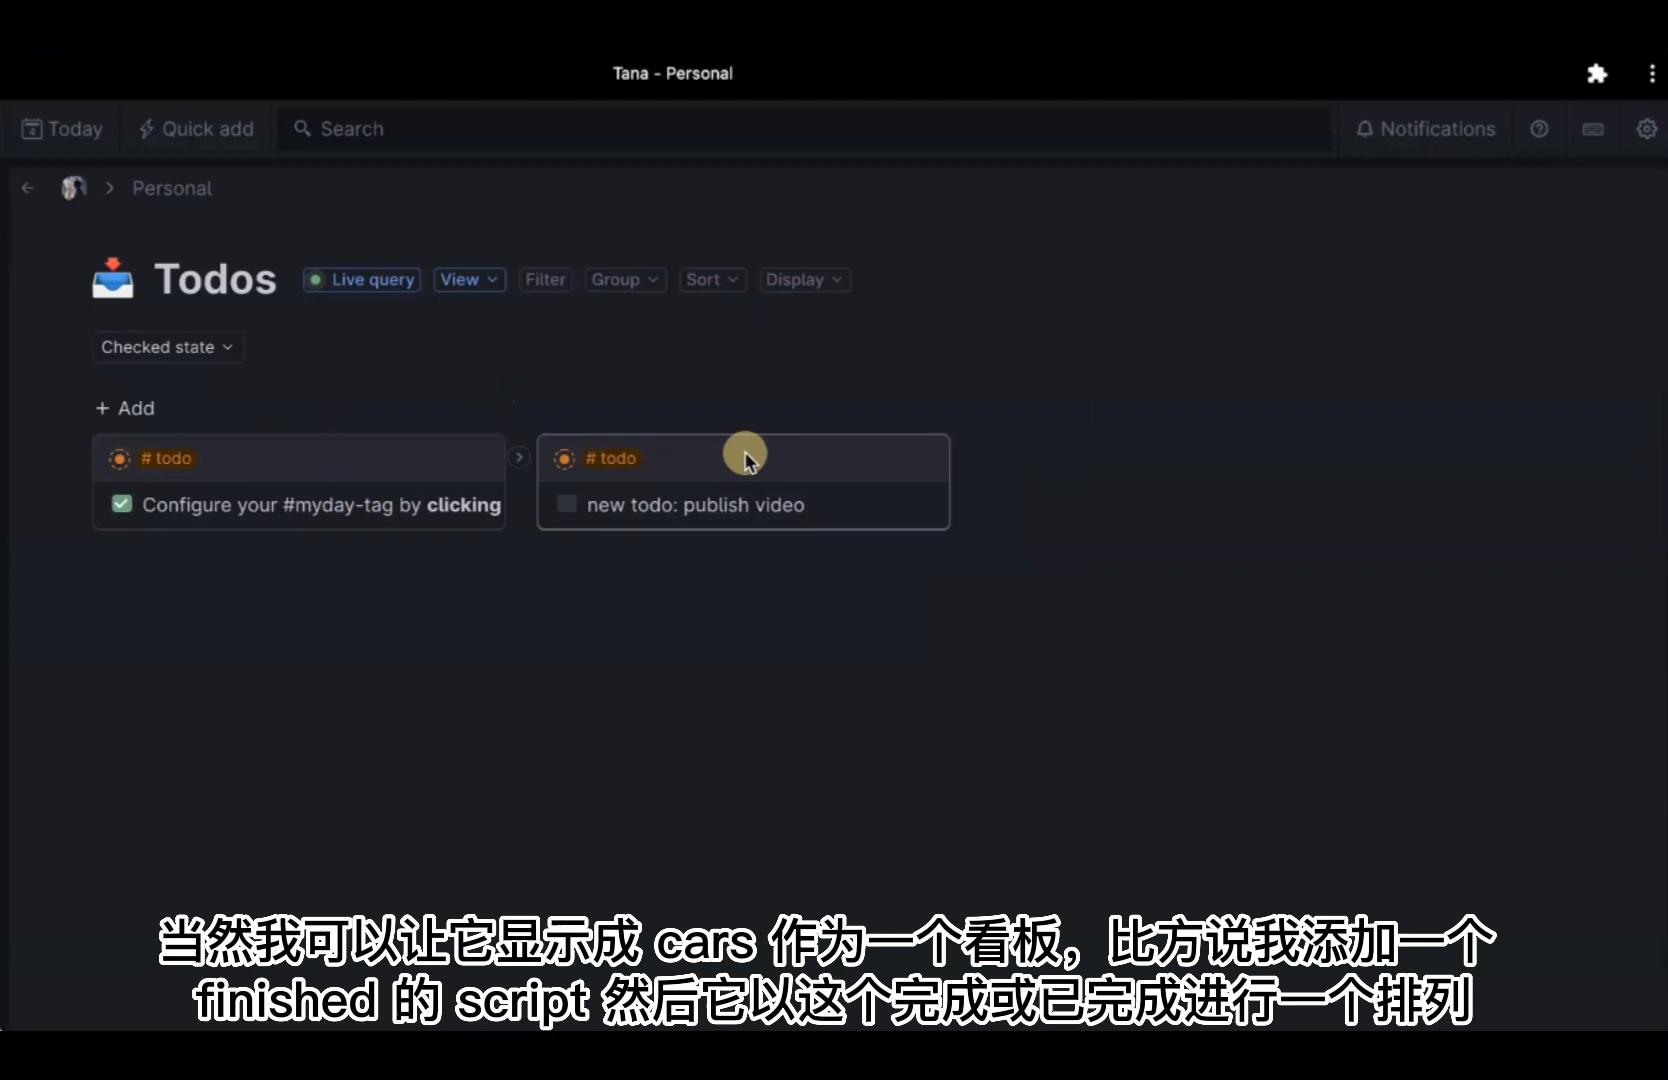 Tana - Personal
4 Today
Quick add
Search
Notifications
Personal
Todos
Live query
View
Filter
Group
Sort
Display
Checked state
+ Add
# todo
# todo
Configure your #myday-tag by clicking
new todo: publish video
当然我可以让它显示成 cars 作为一个看板，比方说我添加一个
finished 的 script 然后它以这个完成或已完成进行一个排列